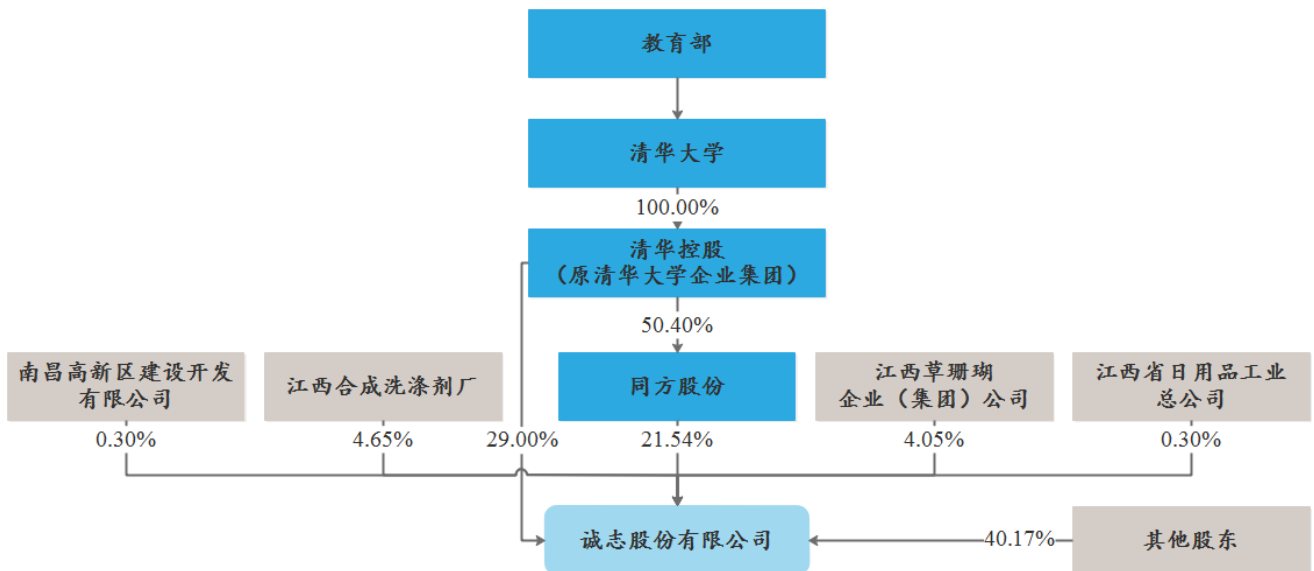 教育部
清华大学
100.00%
清华控股
（原清华大学企业集团）
50.40%
南昌高新区建设开发
有限公司
江西合成洗涤剂厂
同方股份
江西草珊瑚
企业（集团）公司
江西省日用品工业
总公司
0.30%
4.65%
29.00%
21.54%
4.05%
0.30%
诚志股份有限公司
40.17%
其他股东